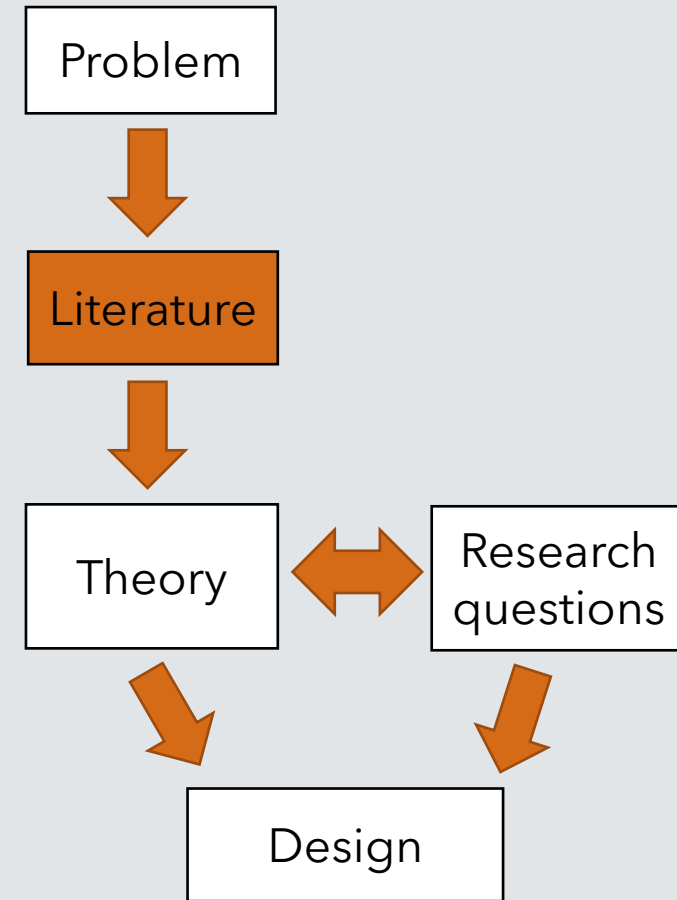 Problem
Literature
Theory
Research
questions
Design